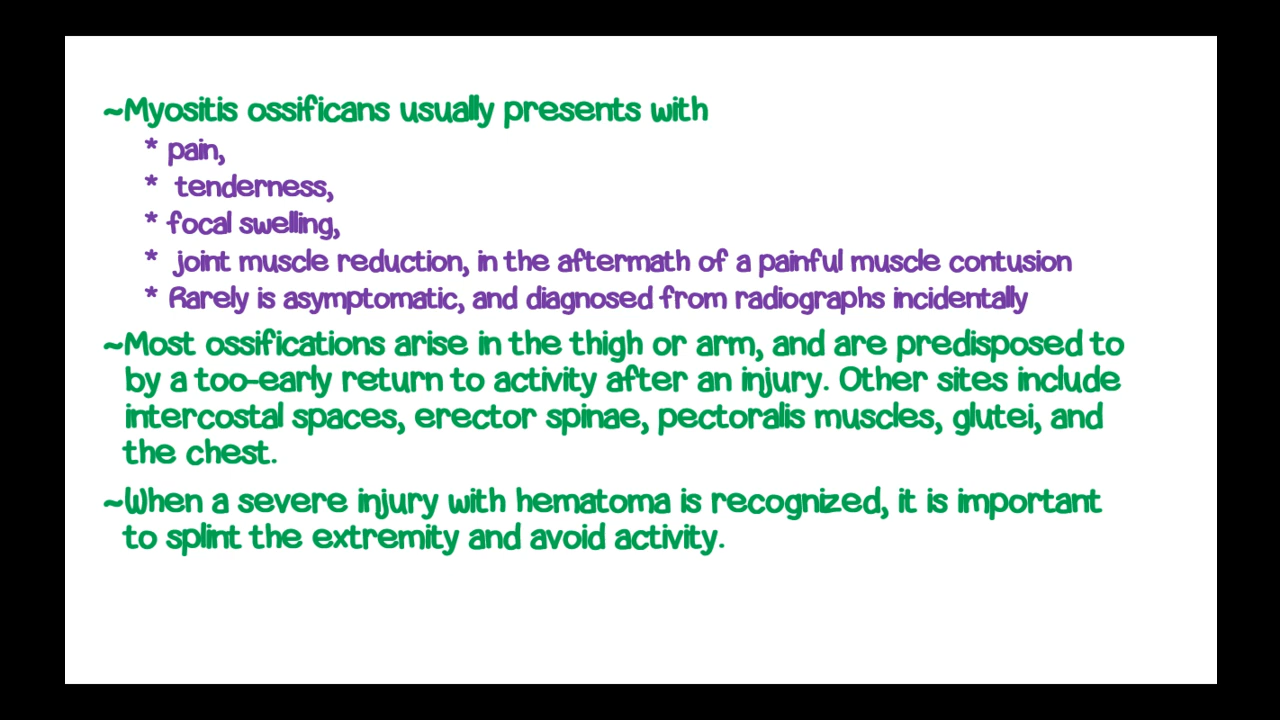 ~Myositis ossificans usually presents with
* pain,
* tenderness,
* focal swelling,
* joint muscle reduction, in the aftermath of a painful muscle contusion
* Rarely is asymptomatic, and diagnosed from radiographs incidentally
~Most ossifications arise in the thigh or arm, and are predisposed to
by a too-early return to activity after an injury. Other sites include
intercostal spaces, erector spinae, pectoralis muscles, glutei, and
the chest.
~When a severe injury with hematoma is recognized, it is important
to splint the extremity and avoid activity.